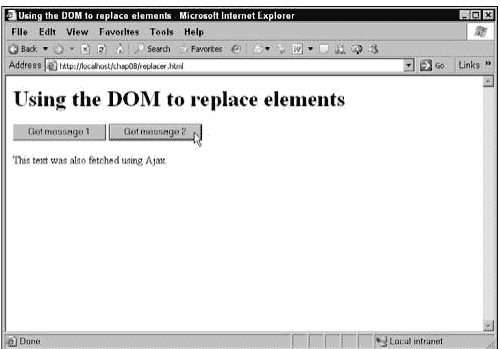 Using the DOM to replace elements - Microsoft Internet Explorer
File Edit View Favorites Tools Help
Back Search Favorites
Address http://localhost/chap08/replacer.html Go Links »
Using the DOM to replace elements
Get message 1 Get message 2
This text was also fetched using Ajax.
Done Local intranet